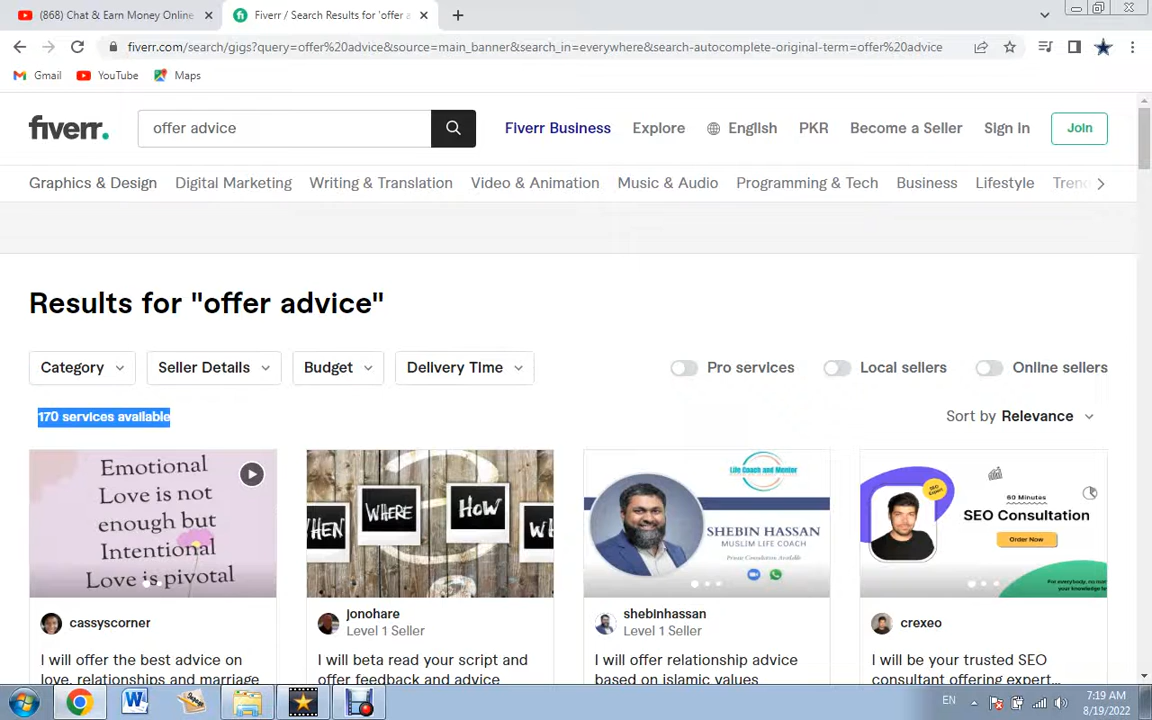 (868) Chat & Earn Money Online
Fiverr / Search Results for 'offer a
fiverr.com/search/gigs?query=offer%20advice&source=main_banner&search_in=everywhere&search-autocomplete-original-term=offer%20advice
Gmail YouTube Maps
fiverr.
offer advice
Fiverr Business Explore English PKR Become a Seller Sign in Join
Graphics & Design Digital Marketing Writing & Translation Video & Animation Music & Audio Programming & Tech Business Lifestyle Trend
Results for "offer advice"
Category Seller Details Budget Delivery Time Pro services Local sellers Online sellers
170 services available Sort by Relevance
Emotional
Love is not
enough but
Intentional
Love is pivotal
WHERE
HOW
Life Coach and Mentor
SHEBIN HASSAN
MUSLIM LIFE COACH
Private Consultation Available
SEO
Expert
60 Minutes
SEO Consultation
Order Now
cassyscorner
jonohare
Level 1 Seller
shebinhassan
Level 1 Seller
crexeo
I will offer the best advice on
love, relationships and marriage
I will beta read your script and
offer feedback and advice
I will offer relationship advice
based on islamic values
I will be your trusted SEO
consultant offering expert...
EN
7:19 AM
8/19/2022